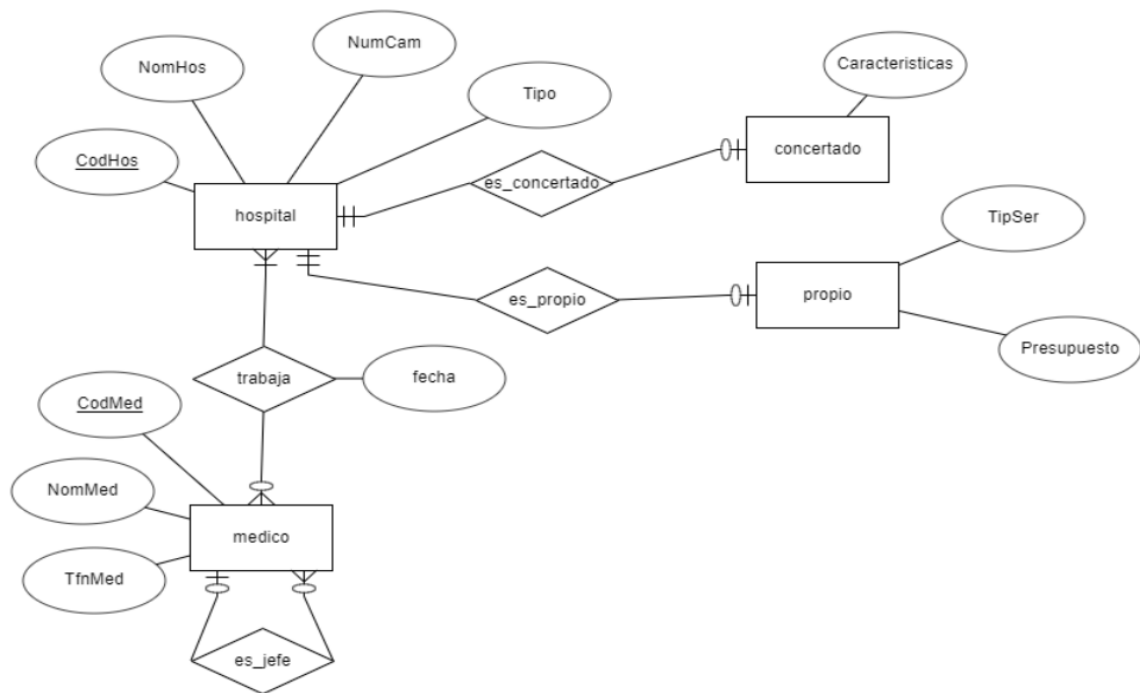 NumCam
NomHos
Caracteristicas
Tipo
CodHos
concertado
es_concertado
hospital
TipSer
es_propio
propio
Presupuesto
trabaja
fecha
CodMed
NomMed
medico
TfnMed
es_jefe